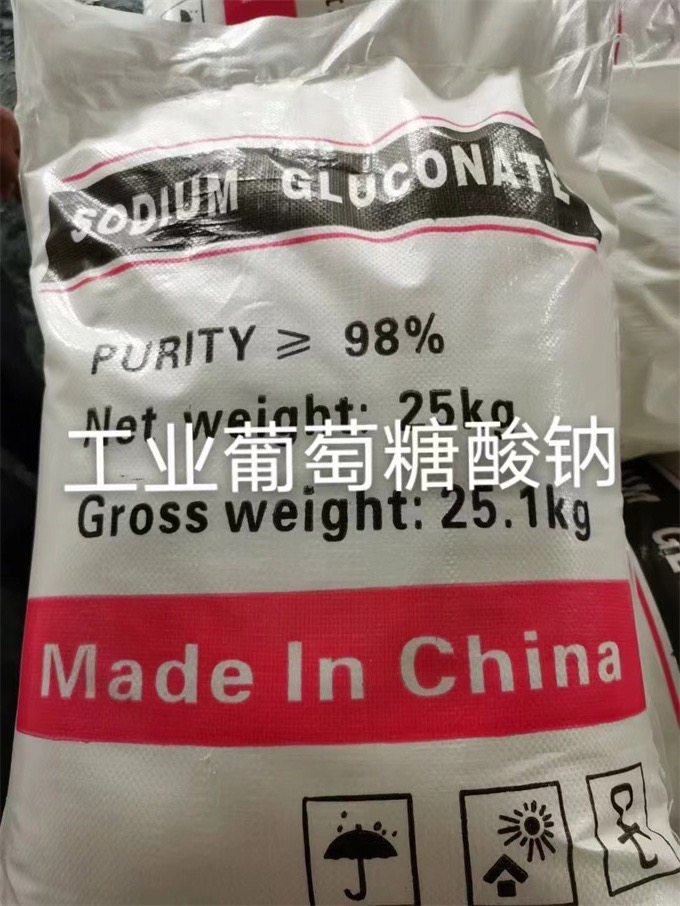 SODIUM GLUCONATE
PURITY ≥ 98%
Net weight: 25kg
工业葡萄糖酸钠
Gross weight: 25.1kg
Made In China